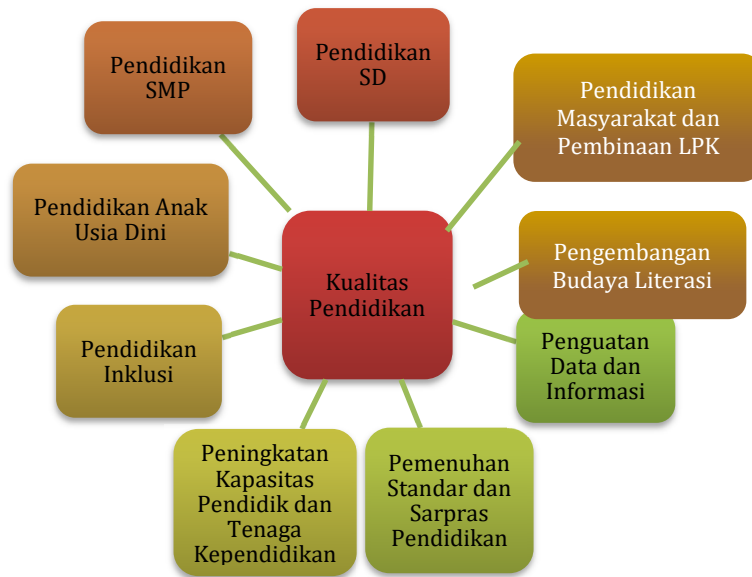 Pendidikan
SMP
Pendidikan
SD
Pendidikan
Masyarakat dan
Pembinaan LPK
Pendidikan Anak
Usia Dini
Kualitas
Pendidikan
Pengembangan
Budaya Literasi
Pendidikan
Inklusi
Penguatan
Data dan
Informasi
Peningkatan
Kapasitas
Pendidik dan
Tenaga
Kependidikan
Pemenuhan
Standar dan
Sarpras
Pendidikan